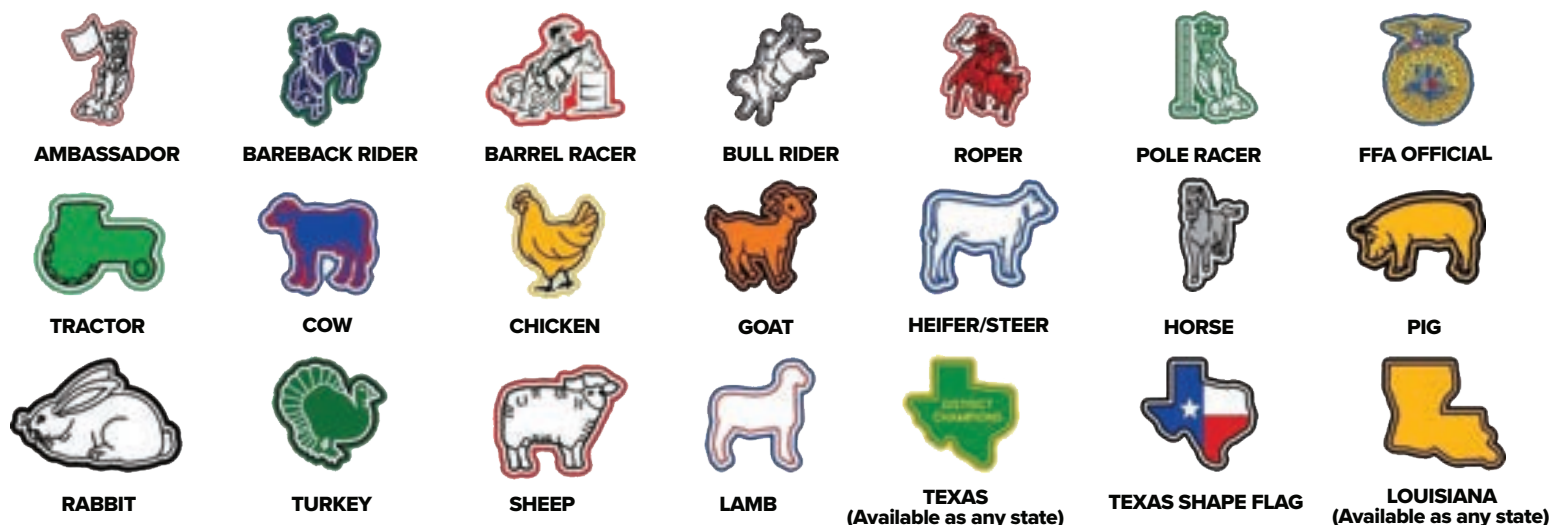 AMBASSADOR
BAREBACK RIDER
BARREL RACER
BULL RIDER
ROPER
POLE RACER
FFA OFFICIAL
FFA
TRACTOR
COW
CHICKEN
GOAT
HEIFER/STEER
HORSE
PIG
DISTRICT
CHAMPIONS
RABBIT
TURKEY
SHEEP
LAMB
TEXAS
(Available as any state)
TEXAS SHAPE FLAG
LOUISIANA
(Available as any state)